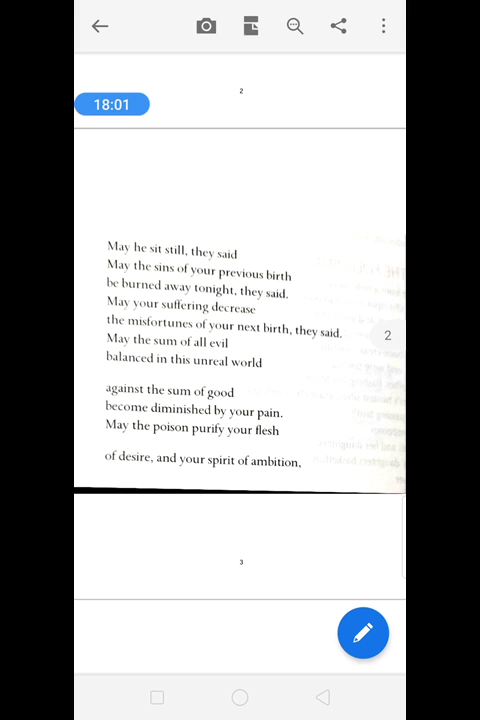 2
18:01
May he sit still, they said
May the sins of your previous birth
be burned away tonight, they said.
May your suffering decrease
the misfortunes of your next birth, they said.
2
May the sum of all evil
balanced in this unreal world
against the sum of good
become diminished by your pain.
May the poison purify your flesh
of desire, and your spirit of ambition,
3